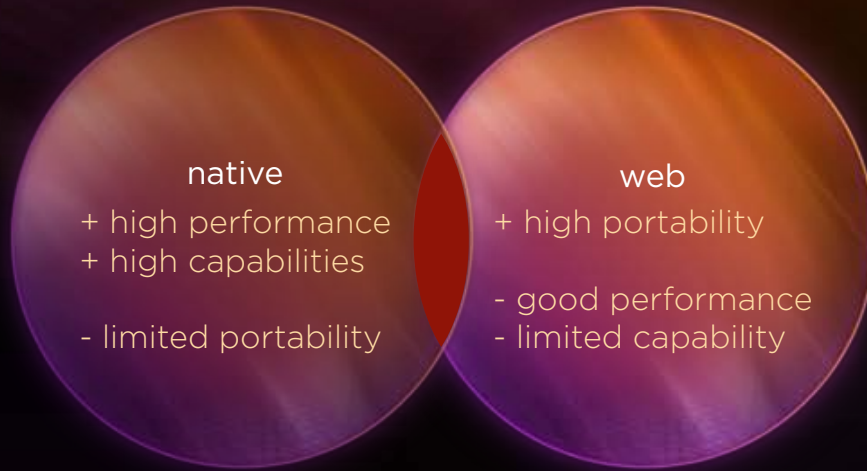 native
+ high performance
+ high capabilities
- limited portability
web
+ high portability
- good performance
- limited capability